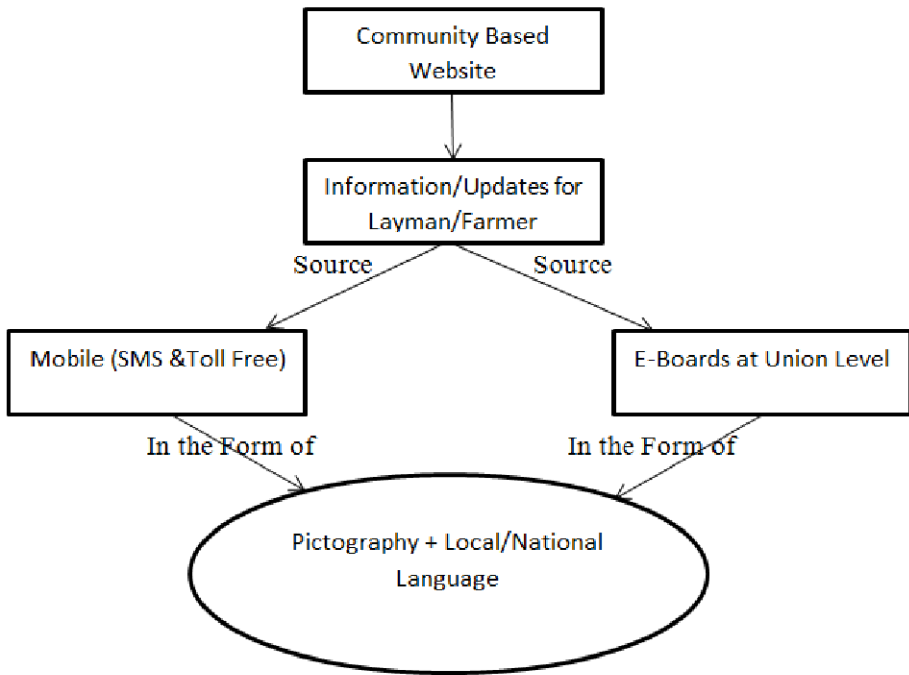 Community Based
Website
Information/Updates for
Layman/Farmer
Source
Source
Mobile (SMS &Toll Free)
E-Boards at Union Level
In the Form of
In the Form of
Pictography + Local/National
Language